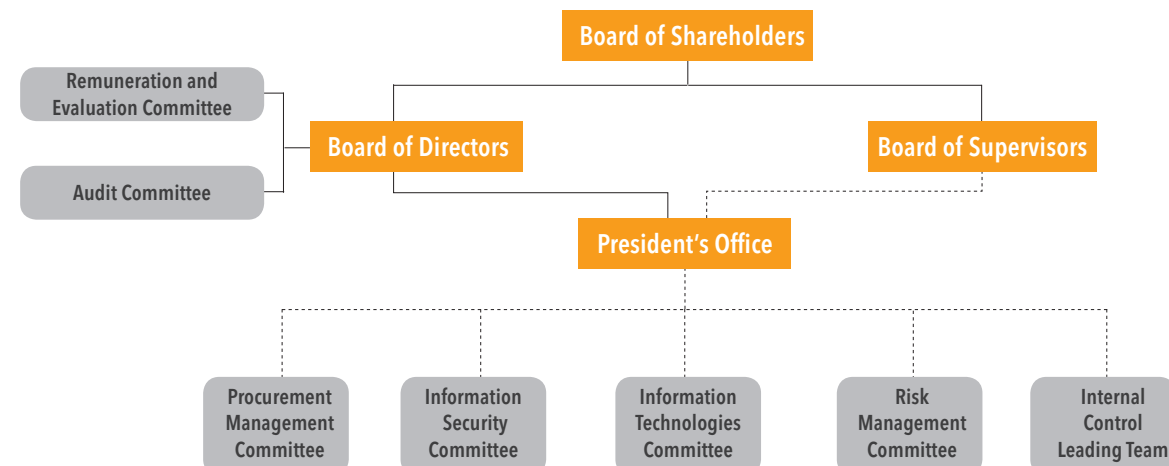 Board of Shareholders
Remuneration and
Evaluation Committee
Board of Directors
Board of Supervisors
Audit Committee
President's Office
Procurement
Management
Committee
Information
Security
Committee
Information
Technologies
Committee
Risk
Management
Committee
Internal
Control
Leading Team